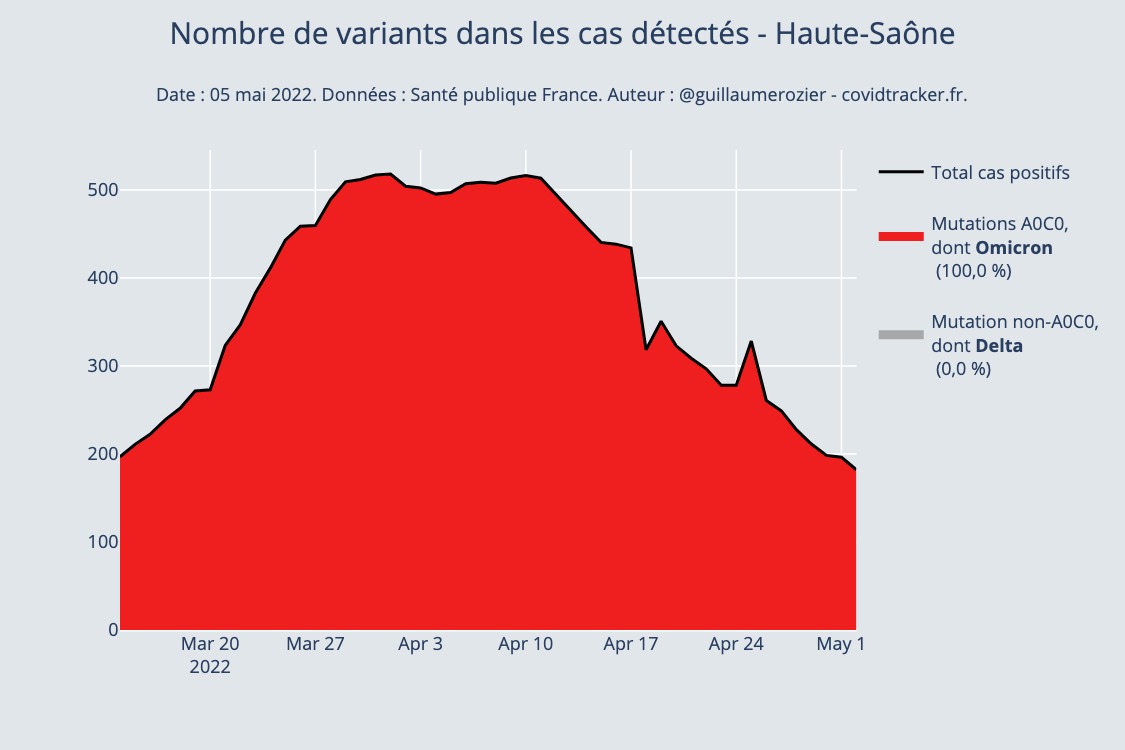 Nombre de variants dans les cas détectés - Haute-Saône
Date : 05 mai 2022. Données : Santé publique France. Auteur : @guillaumerozier - covidtracker.fr.
Total cas positifs
Mutations A0C0,
dont Omicron
(100,0 %)
Mutation non-A0C0,
dont Delta
(0,0 %)
500
400
300
200
100
0
Mar 20
2022
Mar 27
Apr 3
Apr 10
Apr 17
Apr 24
May 1